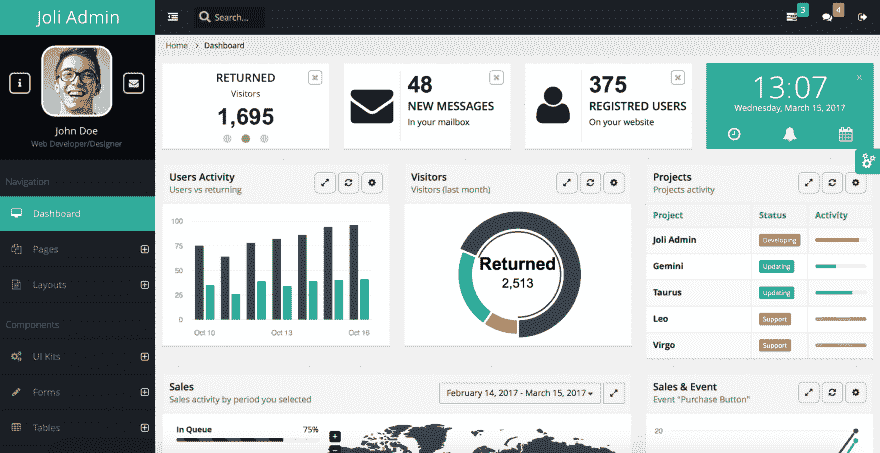 Joli Admin
Search...
3
4
John Doe
Web Developer/Designer
Navigation
Dashboard
Pages
Layouts
Components
UI Kits
Forms
Tables
Home > Dashboard
RETURNED
Visitors
1,695
48
NEW MESSAGES
In your mailbox
375
REGISTRED USERS
On your website
13:07
Wednesday, March 15, 2017
Users Activity
Users vs returning
100
75
50
25
0
Oct 10
Oct 13
Oct 16
Visitors
Visitors (last month)
Returned
2,513
Projects
Projects activity
Project Status Activity
Joli Admin Developing
Gemini Updating
Taurus Updating
Leo Support
Virgo Support
Sales
Sales activity by period you selected
February 14, 2017 - March 15, 2017
In Queue 75%
Sales & Event
Event "Purchase Button"
20